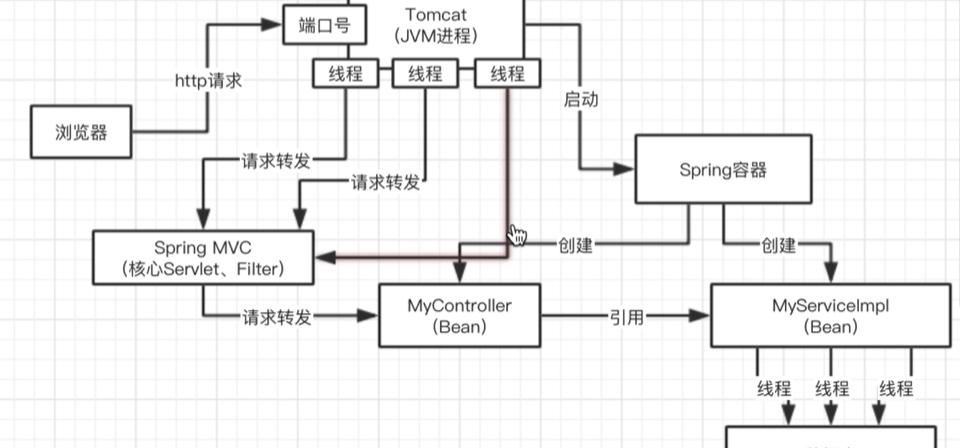 Tomcat
（JVM进程）
端口号
线程
线程
线程
http请求
启动
浏览器
请求转发
请求转发
Spring容器
Spring MVC
（核心Servlet、Filter）
创建
创建
MyController
（Bean）
MyServiceImpl
（Bean）
请求转发
引用
线程
线程
线程